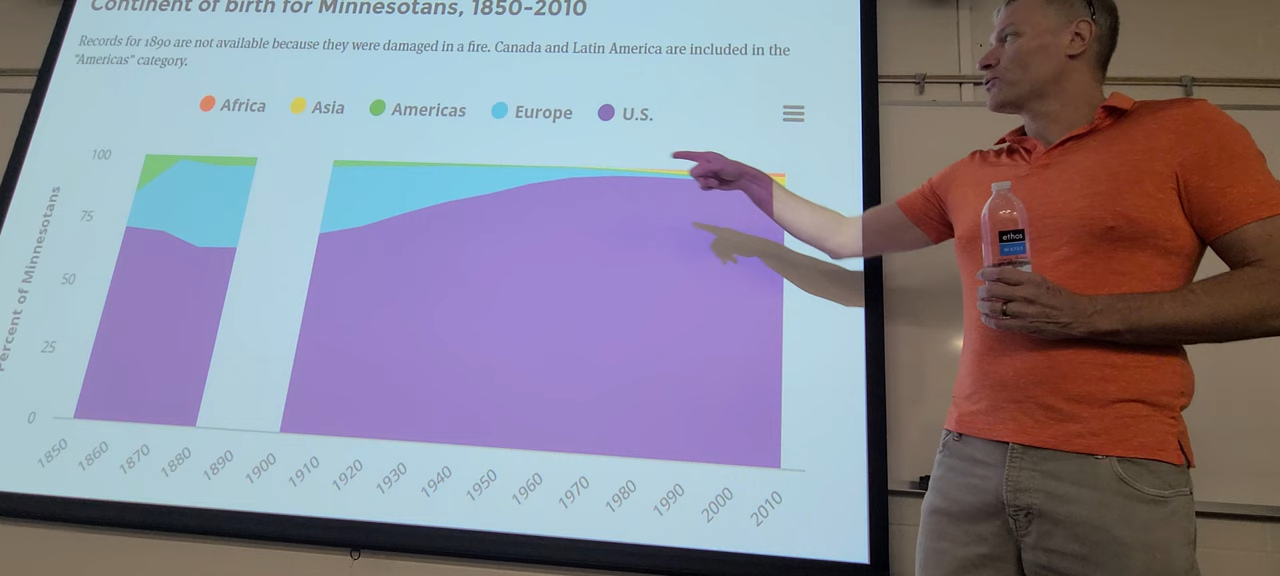 Continent of birth for Minnesotans, 1850-2010
Records for 1890 are not available because they were damaged in a fire. Canada and Latin America are included in the
"Americas" category.
Africa Asia Americas Europe U.S.
100
75
50
25
0
Percent of Minnesotans
1850 1860 1870 1880 1890 1900 1910 1920 1930 1940 1950 1960 1970 1980 1990 2000 2010
ethos
WATER